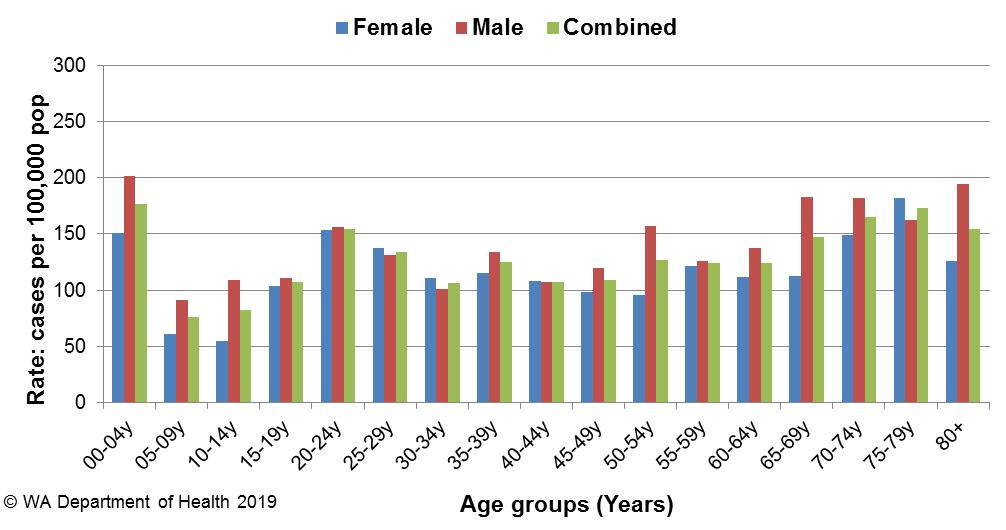 Female Male Combined
Rate: cases per 100,000 pop
300
250
200
150
100
50
0
00-04y 05-09y 10-14y 15-19y 20-24y 25-29y 30-34y 35-39y 40-44y 45-49y 50-54y 55-59y 60-64y 65-69y 70-74y 75-79y 80+
© WA Department of Health 2019
Age groups (Years)